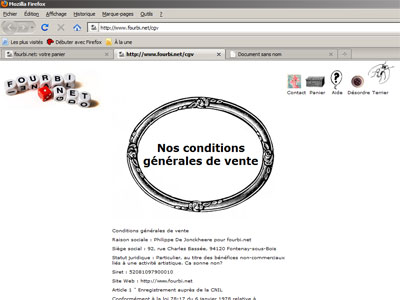 Mozilla Firefox
Fichier Édition Affichage Historique Marque-pages Outils ?
http://www.fourbi.net/cgv
Les plus visités Débuter avec Firefox À la une
fourbi.net: votre panier http://www.fourbi.net/cgv Document sans nom
FOURBI
NET
Contact Panier Aide Désordre Terrier
Nos conditions
générales de vente
Conditions générales de vente
Raison sociale : Philippe De Jonckheere pour fourbi.net
Siège social : 92, rue Charles Bassée, 94120 Fontenay-sous-Bois
Statut juridique : Particulier, au titre des bénéfices non-commerciaux
liés à une activité artistique. Ca sonne non?
Siret : 52081097900010
Site Web : http://www.fourbi.net
Article 1 ˜ Enregistrement auprès de la CNIL
Conformément à la loi 78-17 du 6 janvier 1978 relative à